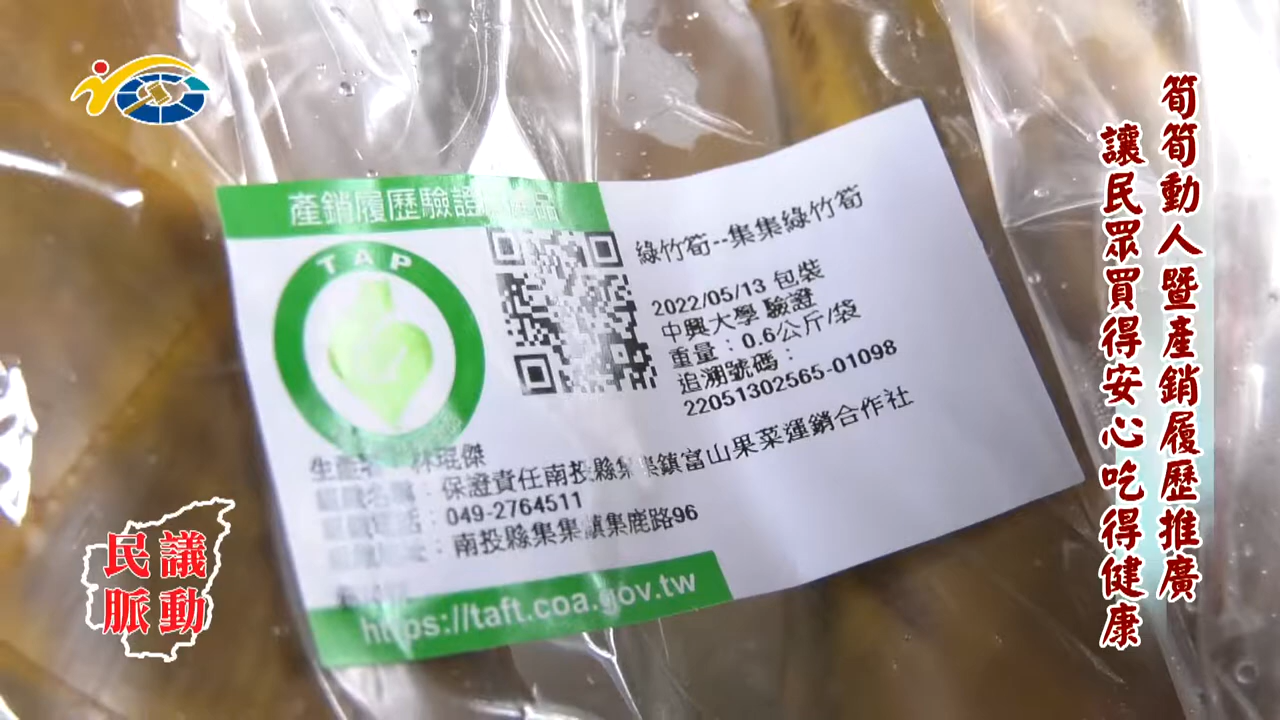 筍筍動人暨產銷履歷推廣
讓民眾買得安心吃得健康
產銷履歷驗證
TAP
綠竹筍--集集綠竹筍
2022/05/13 包裝
中興大學 驗證
重量：0.6公斤/袋
追溯號碼：
22051302565-01098
林琨傑
保證責任南投縣集集鎮富山果菜運銷合作社
049-2764511
南投縣集集鎮集鹿路96
https://taft.coa.gov.tw
議動
民脈